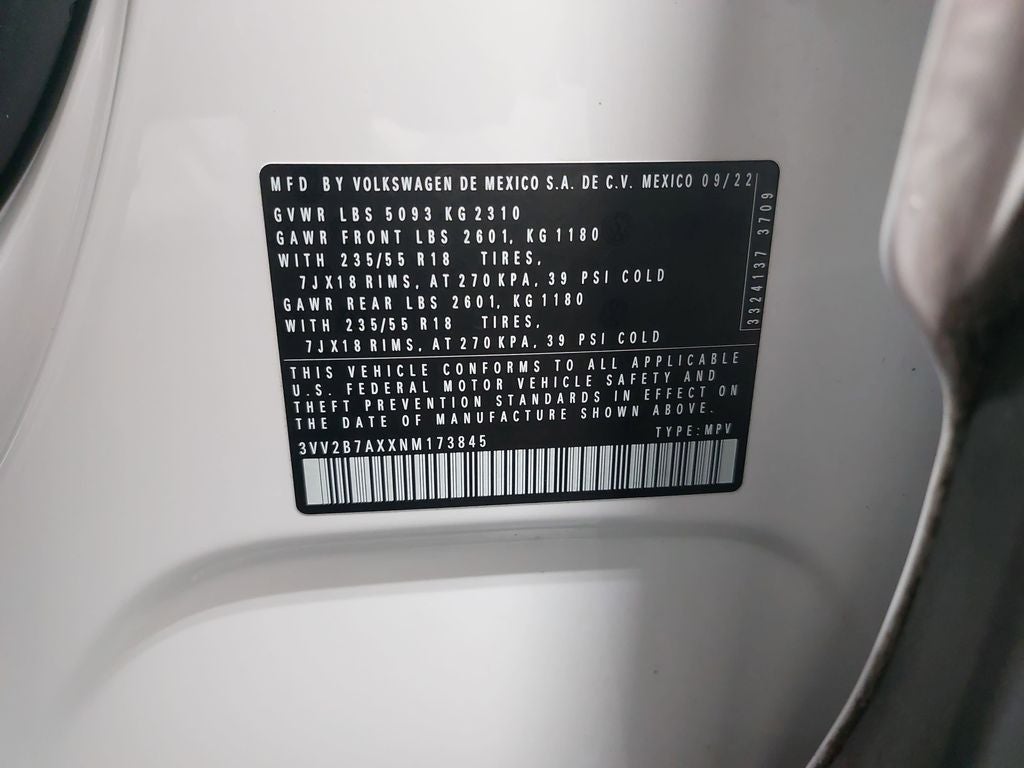 MFD BY VOLKSWAGEN DE MEXICO S.A. DE C.V. MEXICO 09/22
GVWR LBS 5093 KG 2310
GAWR FRONT LBS 2601, KG 1180
WITH 235/55 R18 TIRES,
7JX18 RIMS, AT 270 KPA, 39 PSI COLD
GAWR REAR LBS 2601, KG 1180
WITH 235/55 R18 TIRES,
7JX18 RIMS, AT 270 KPA, 39 PSI COLD
3324137 3709
THIS VEHICLE CONFORMS TO ALL APPLICABLE
U.S. FEDERAL MOTOR VEHICLE SAFETY AND
THEFT PREVENTION STANDARDS IN EFFECT ON
THE DATE OF MANUFACTURE SHOWN ABOVE.
3VV2B7AXXNM173845 TYPE: MPV